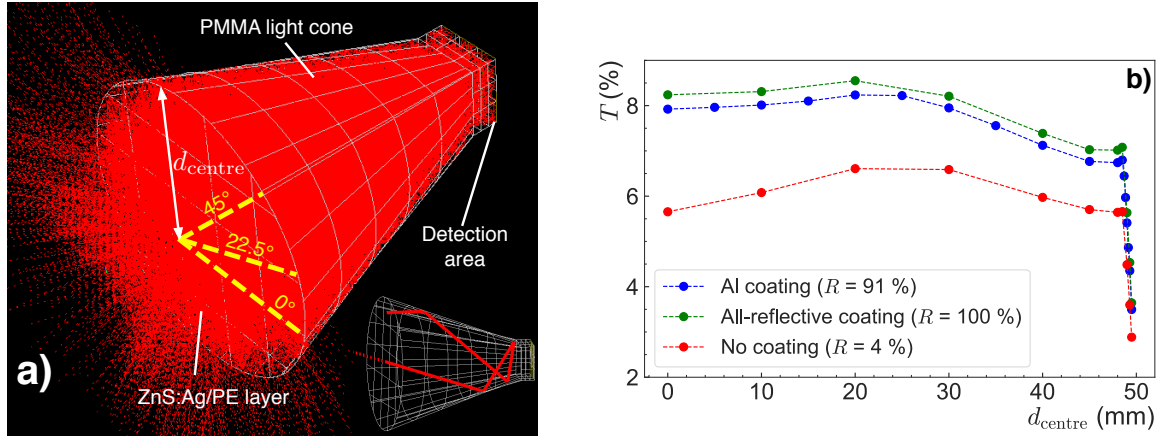 PMMA light cone
d_centre
45°
22.5°
0°
Detection
area
ZnS:Ag/PE layer
a)
b)
T (%)
8
6
4
2
Al coating (R = 91 %)
All-reflective coating (R = 100 %)
No coating (R = 4 %)
0 10 20 30 40 50
d_centre (mm)